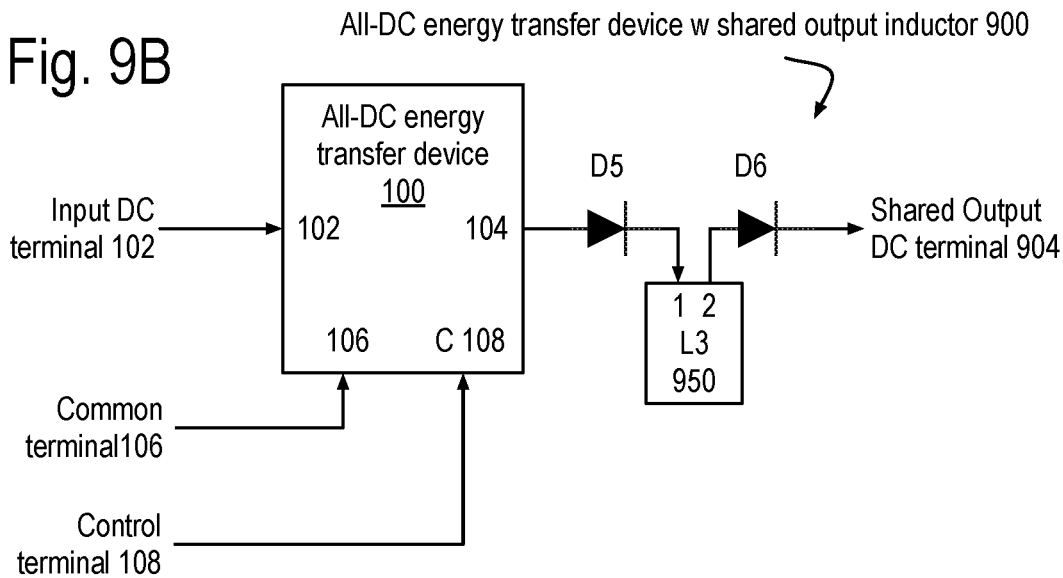 All-DC energy transfer device w shared output inductor 900
Fig. 9B
All-DC energy
transfer device
100
D5
D6
Input DC
terminal 102
102
104
Shared Output
DC terminal 904
1 2
L3
950
106
C 108
Common
terminal106
Control
terminal 108